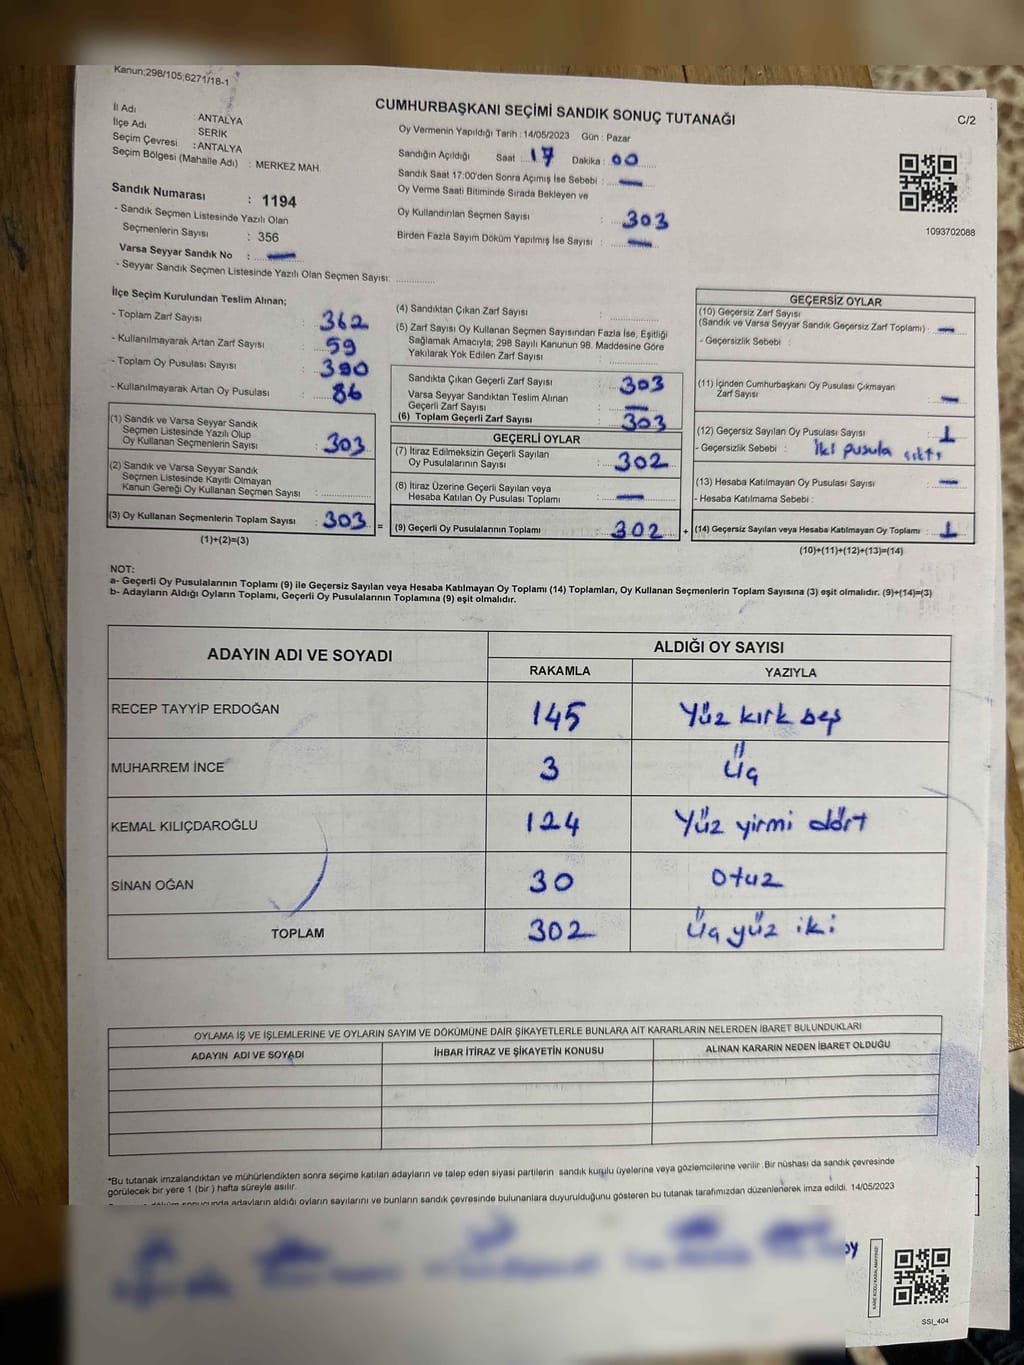 Kanun;298/105;6271/18-1
CUMHURBAŞKANI SEÇİMİ SANDIK SONUÇ TUTANAĞI
C/2
İl Adı : ANTALYA
İlçe Adı : SERİK
Seçim Çevresi : ANTALYA
Seçim Bölgesi (Mahalle Adı) : MERKEZ MAH.
Sandık Numarası : 1194
- Sandık Seçmen Listesinde Yazılı Olan
Seçmenlerin Sayısı : 356
Varsa Seyyar Sandık No : —
- Seyyar Sandık Seçmen Listesinde Yazılı Olan Seçmen Sayısı: ..............
Oy Vermenin Yapıldığı Tarih : 14/05/2023 Gün : Pazar
Sandığın Açıldığı Saat : 17 Dakika : 00
Sandık Saat 17:00'den Sonra Açımış İse Sebebi : —
Oy Verme Saati Bitiminde Sırada Bekleyen ve
Oy Kullandırılan Seçmen Sayısı : 303
Birden Fazla Sayım Döküm Yapılmış İse Sayısı : —
1093702088
İlçe Seçim Kurulundan Teslim Alınan;
- Toplam Zarf Sayısı : 362
- Kullanılmayarak Artan Zarf Sayısı : 59
- Toplam Oy Pusulası Sayısı : 390
- Kullanılmayarak Artan Oy Pusulası : 86
(1) Sandık ve Varsa Seyyar Sandık
Seçmen Listesinde Yazılı Olup
Oy Kullanan Seçmenlerin Sayısı : 303
(2) Sandık ve Varsa Seyyar Sandık
Seçmen Listesinde Kayıtlı Olmayan
Kanun Gereği Oy Kullanan Seçmen Sayısı : ..............
(3) Oy Kullanan Seçmenlerin Toplam Sayısı : 303 =
(1)+(2)=(3)
(4) Sandıktan Çıkan Zarf Sayısı : ..............
(5) Zarf Sayısı Oy Kullanan Seçmen Sayısından Fazla İse, Eşitliği
Sağlamak Amacıyla; 298 Sayılı Kanunun 98. Maddesine Göre
Yakılarak Yok Edilen Zarf Sayısı : ..............
Sandıkta Çıkan Geçerli Zarf Sayısı : 303
Varsa Seyyar Sandıktan Teslim Alınan
Geçerli Zarf Sayısı : —
(6) Toplam Geçerli Zarf Sayısı : 303
GEÇERLİ OYLAR
(7) İtiraz Edilmeksizin Geçerli Sayılan
Oy Pusulalarının Sayısı : 302
(8) İtiraz Üzerine Geçerli Sayılan veya
Hesaba Katılan Oy Pusulası Toplamı : —
(9) Geçerli Oy Pusulalarının Toplamı : 302 +
GEÇERSİZ OYLAR
(10) Geçersiz Zarf Sayısı
(Sandık ve Varsa Seyyar Sandık Geçersiz Zarf Toplamı) : —
- Geçersizlik Sebebi :
(11) İçinden Cumhurbaşkanı Oy Pusulası Çıkmayan
Zarf Sayısı : —
(12) Geçersiz Sayılan Oy Pusulası Sayısı : 1
- Geçersizlik Sebebi : İki pusula çıktı
(13) Hesaba Katılmayan Oy Pusulası Sayısı : —
- Hesaba Katılmama Sebebi :
(14) Geçersiz Sayılan veya Hesaba Katılmayan Oy Toplamı : 1
(10)+(11)+(12)+(13)=(14)
NOT:
a- Geçerli Oy Pusulalarının Toplamı (9) ile Geçersiz Sayılan veya Hesaba Katılmayan Oy Toplamı (14) Toplamları, Oy Kullanan Seçmenlerin Toplam Sayısına (3) eşit olmalıdır. (9)+(14)=(3)
b- Adayların Aldığı Oyların Toplamı, Geçerli Oy Pusulalarının Toplamına (9) eşit olmalıdır.
ADAYIN ADI VE SOYADI
ALDIĞI OY SAYISI
RAKAMLA YAZIYLA
RECEP TAYYİP ERDOĞAN 145 Yüz kırk beş
MUHARREM İNCE 3 Üç
KEMAL KILIÇDAROĞLU 124 Yüz yirmi dört
SİNAN OĞAN 30 Otuz
TOPLAM 302 Üç yüz iki
OYLAMA İŞ VE İŞLEMLERİNE VE OYLARIN SAYIM VE DÖKÜMÜNE DAİR ŞİKAYETLERLE BUNLARA AİT KARARLARIN NELERDEN İBARET BULUNDUKLARI
ADAYIN ADI VE SOYADI İHBAR İTİRAZ VE ŞİKAYETİN KONUSU ALINAN KARARIN NEDEN İBARET OLDUĞU
*Bu tutanak imzalandıktan ve mühürlendikten sonra seçime katılan adayların ve talep eden siyasi partilerin sandık kurulu üyelerine veya gözlemcilerine verilir .Bir nüshası da sandık çevresinde
görülecek bir yere 1 (bir ) hafta süreyle asılır.
sonucunda adayların aldığı oyların sayılarını ve bunların sandık çevresinde bulunanlara duyurulduğunu gösteren bu tutanak tarafımızdan düzenlenerek imza edildi. 14/05/2023
SSI_404